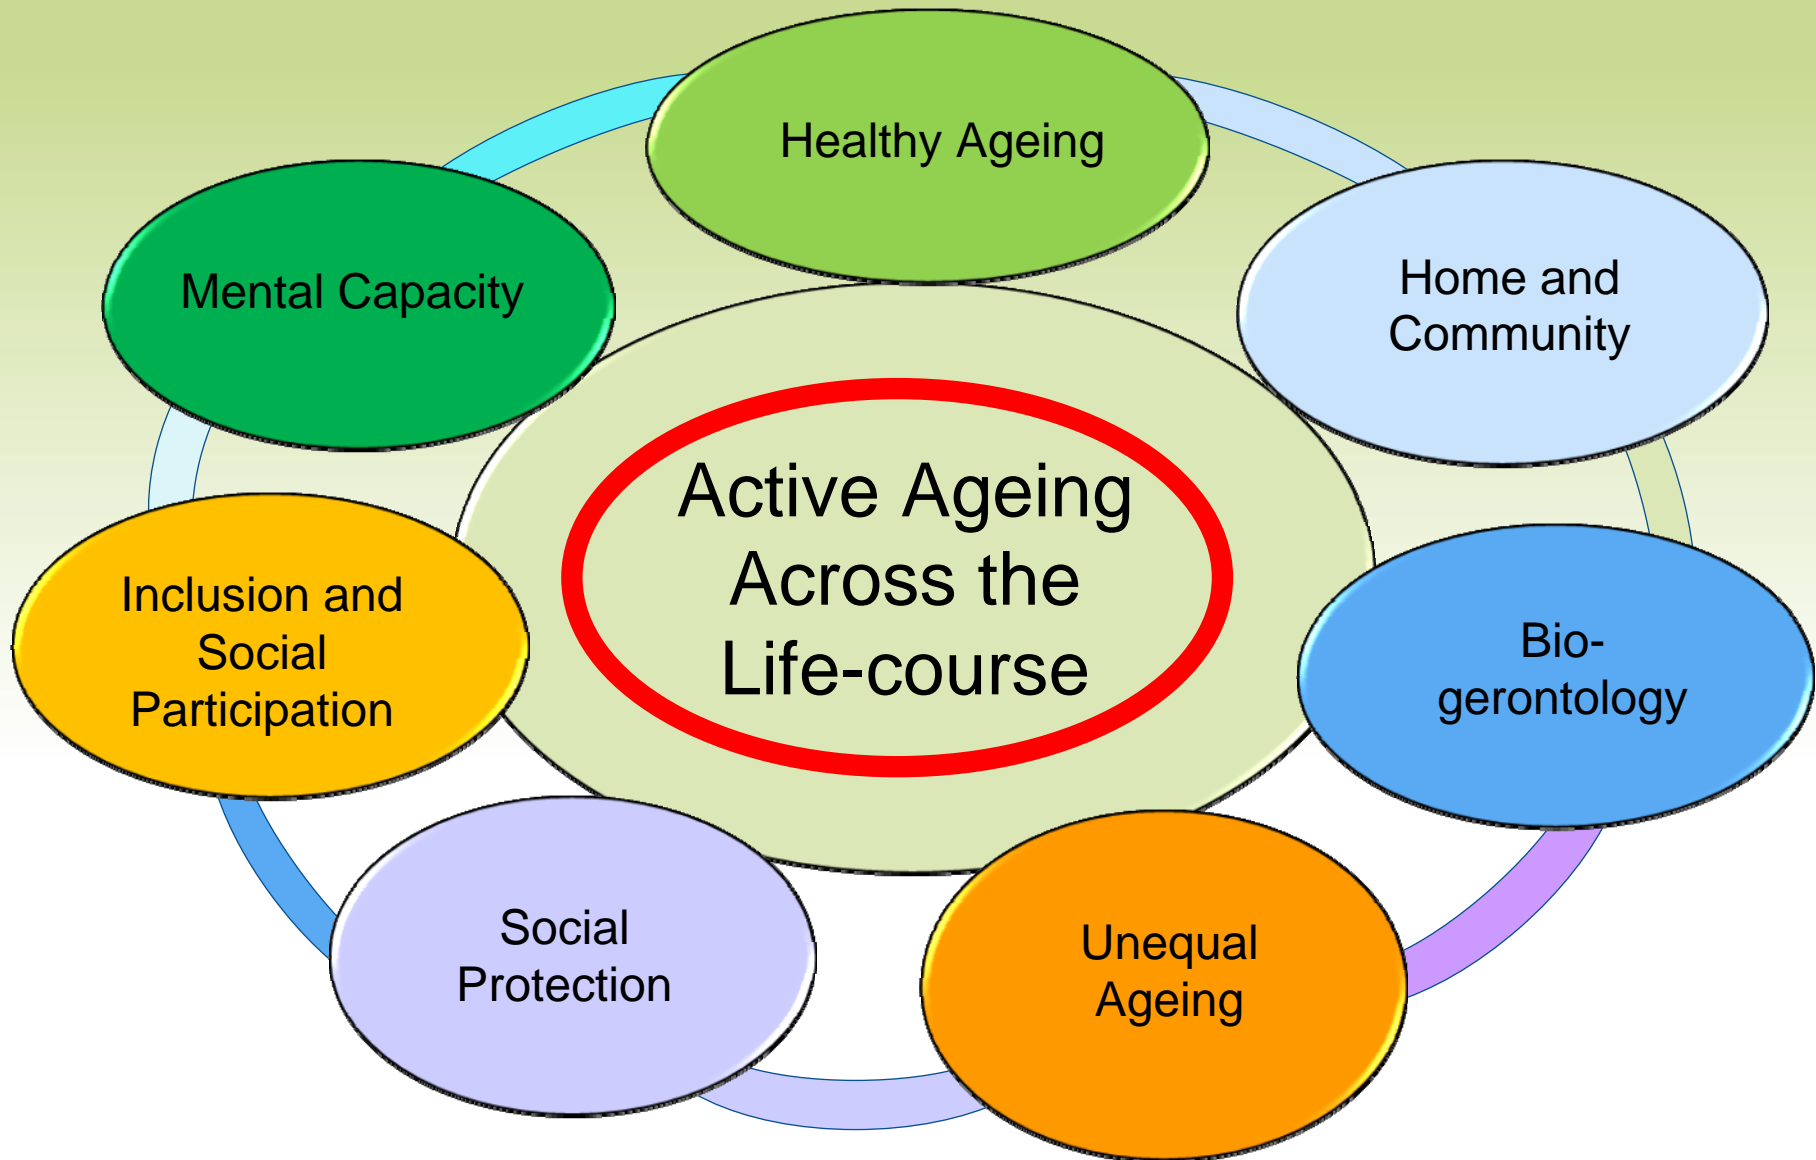 Healthy Ageing
Mental Capacity
Home and
Community
Active Ageing
Across the
Life-course
Inclusion and
Social
Participation
Bio-
gerontology
Social
Protection
Unequal
Ageing